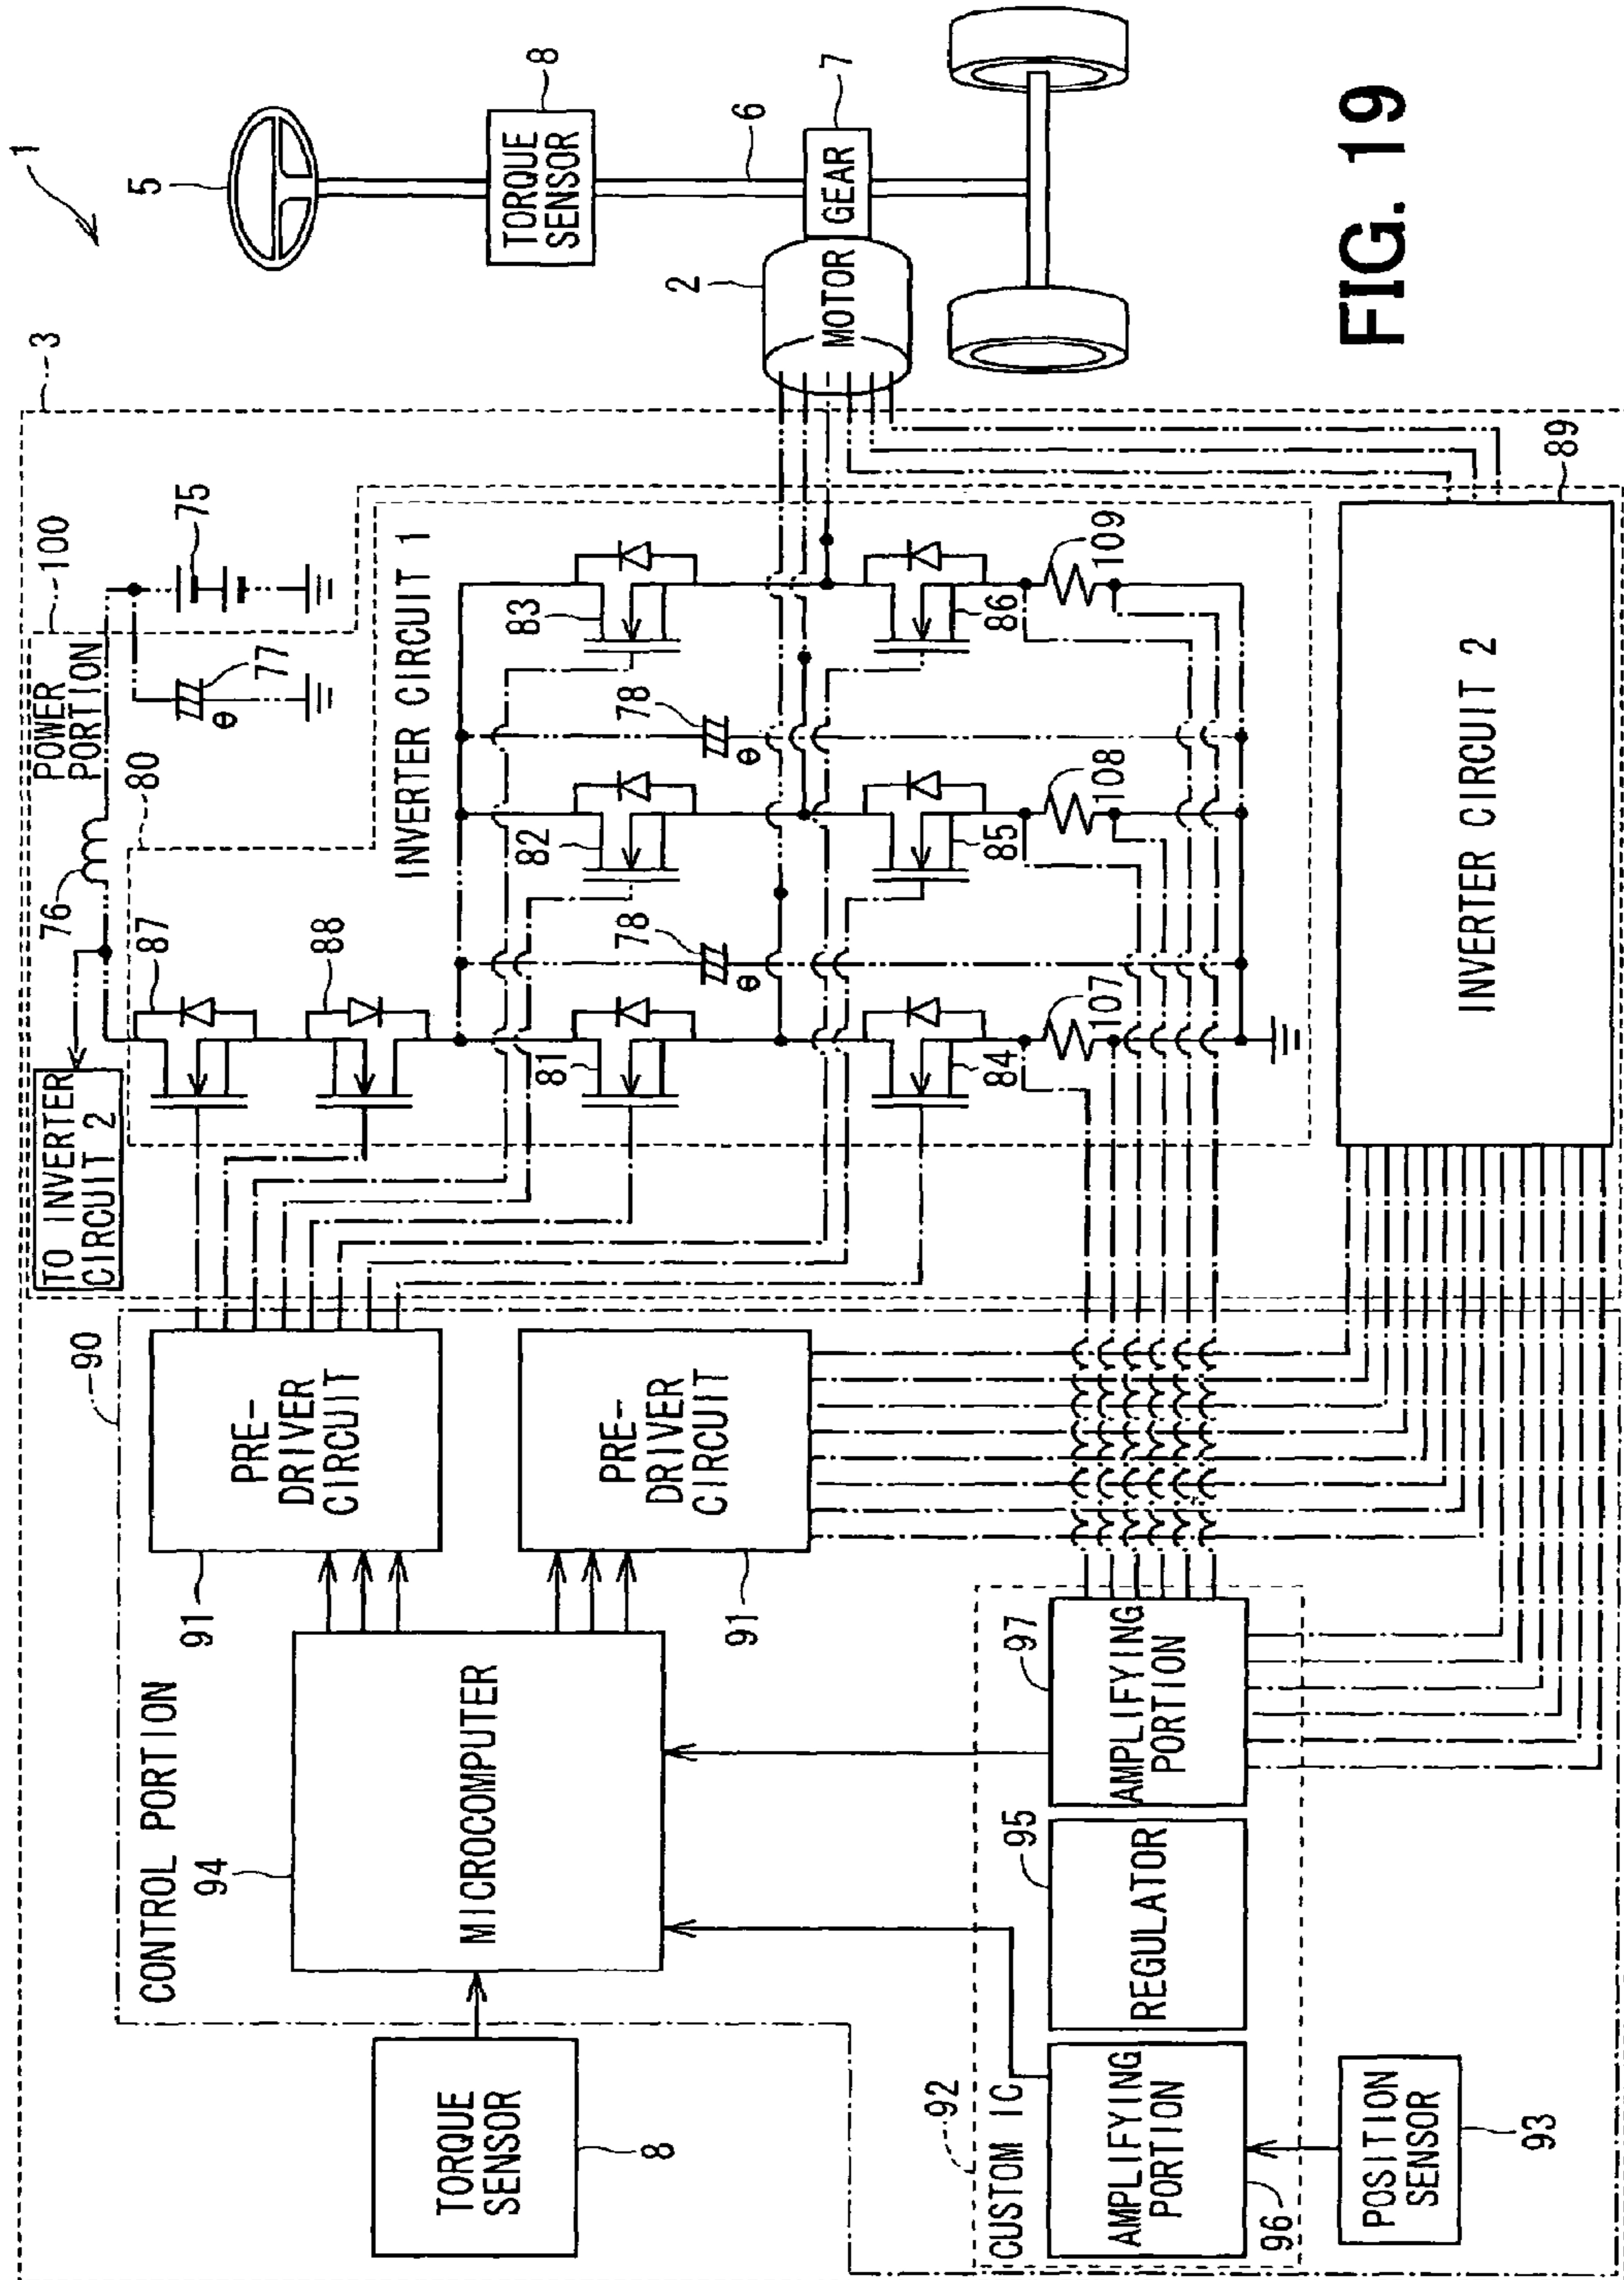 FIG. 19
1
5
TORQUE
SENSOR
8
6
7
GEAR
2
MOTOR
3
100
75
POWER
PORTION
77
θ
76
TO INVERTER
CIRCUIT 2
80
87
88
INVERTER CIRCUIT 1
81
82
83
78
θ
78
θ
84
85
86
107
108
109
INVERTER CIRCUIT 2
89
90
CONTROL PORTION
PRE-
DRIVER
CIRCUIT
91
PRE-
DRIVER
CIRCUIT
91
MICROCOMPUTER
94
TORQUE
SENSOR
8
92
CUSTOM IC
AMPLIFYING
PORTION
97
REGULATOR
95
AMPLIFYING
PORTION
96
POSITION
SENSOR
93